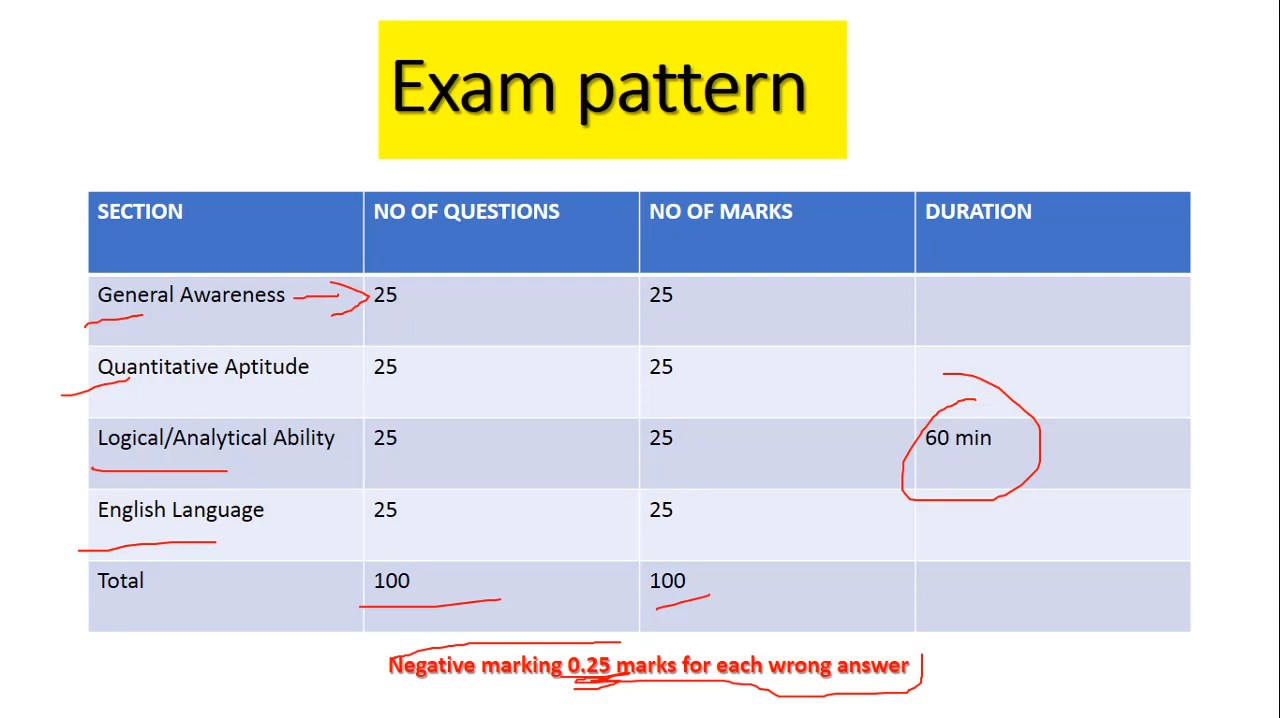 Exam pattern
SECTION NO OF QUESTIONS NO OF MARKS DURATION
General Awareness 25 25
Quantitative Aptitude 25 25
Logical/Analytical Ability 25 25 60 min
English Language 25 25
Total 100 100
Negative marking 0.25 marks for each wrong answer